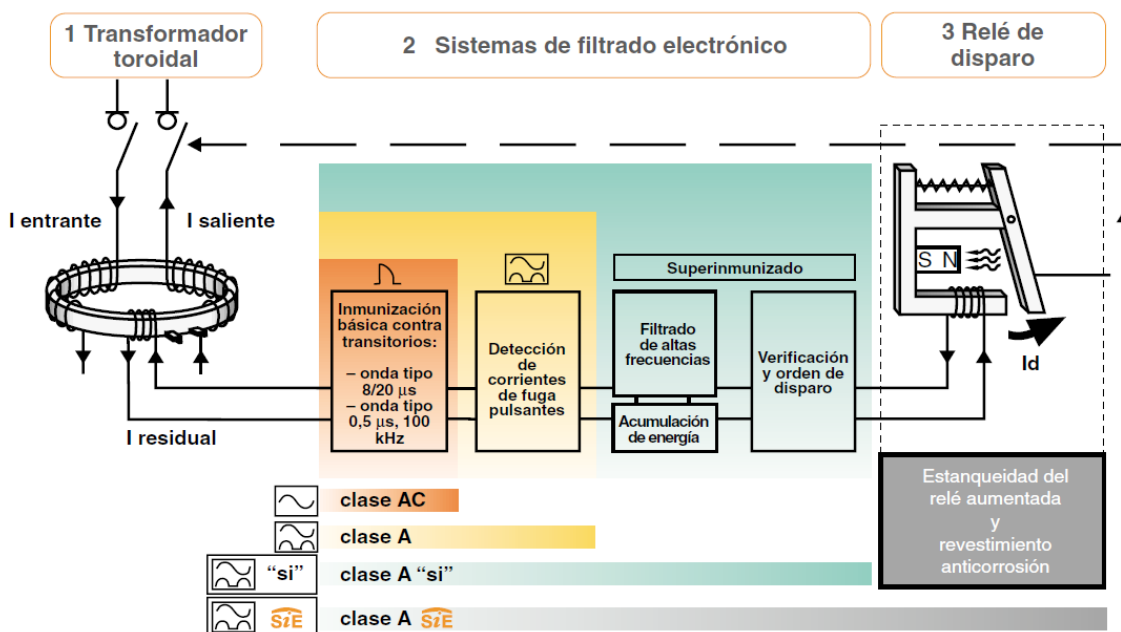 1 Transformador
toroidal
2 Sistemas de filtrado electrónico
3 Relé de
disparo
I entrante
I saliente
Superinmunizado
S N
Inmunización
básica contra
transitorios:
– onda tipo
8/20 µs
– onda tipo
0,5 µs, 100
kHz
Detección
de
corrientes
de fuga
pulsantes
Filtrado
de altas
frecuencias
Acumulación
de energía
Verificación
y orden de
disparo
Id
I residual
Estanqueidad del
relé aumentada
y
revestimiento
anticorrosión
clase AC
clase A
“si” clase A “si”
SiE clase A SiE